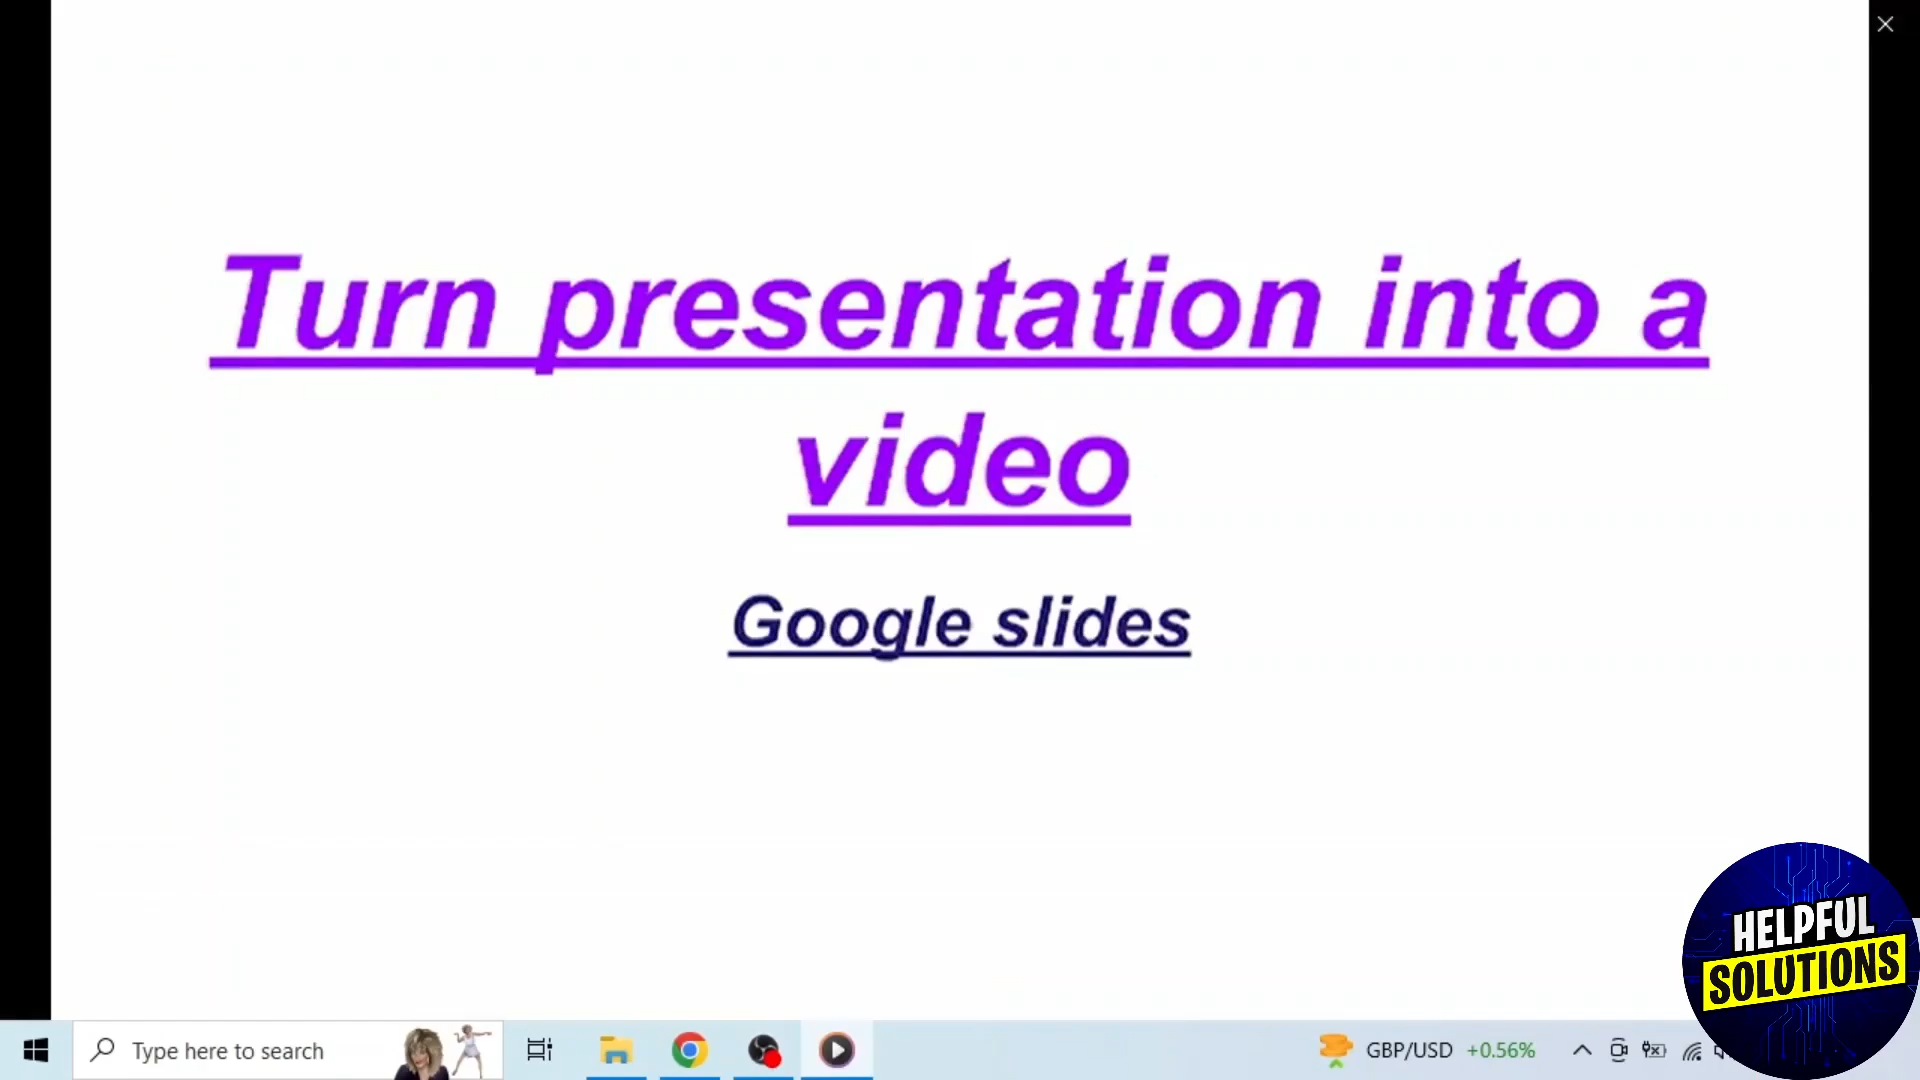 Turn presentation into a
video
Google slides
HELPFUL
SOLUTIONS
Type here to search
GBP/USD +0.56%